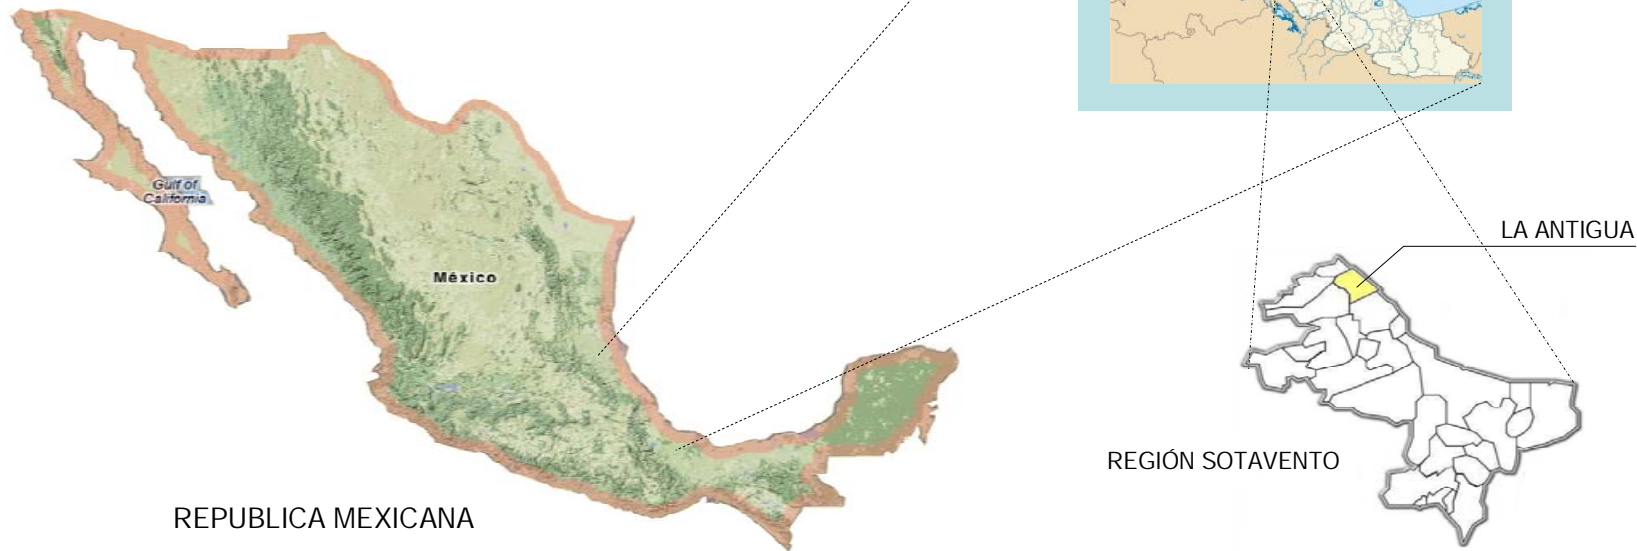 LA ANTIGUA
Gulf of
California
México
REGIÓN SOTAVENTO
REPUBLICA MEXICANA